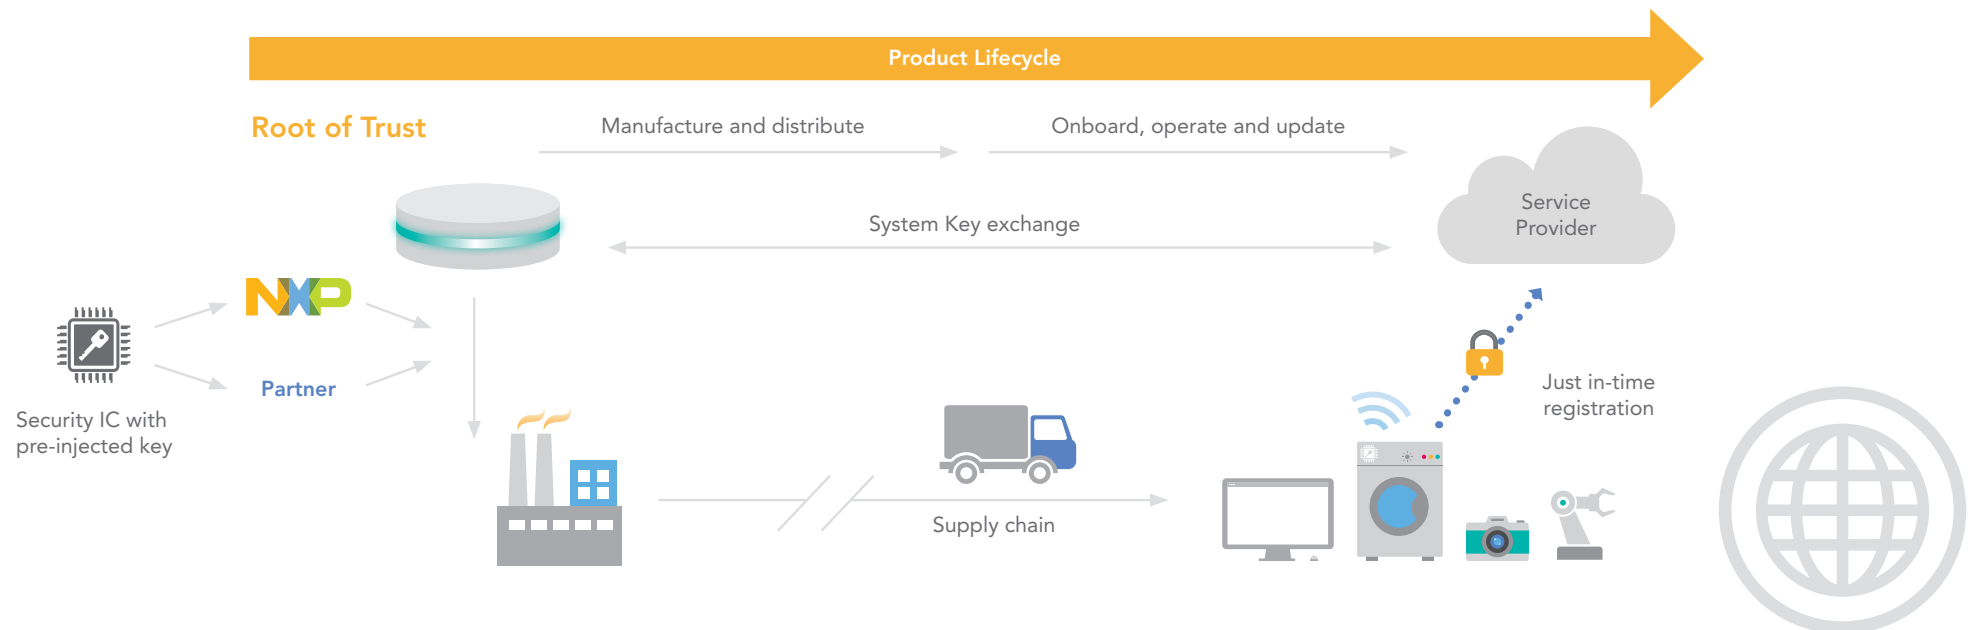 Product Lifecycle
Root of Trust
Manufacture and distribute
Onboard, operate and update
Service
Provider
System Key exchange
NXP
Partner
Security IC with
pre-injected key
Just in-time
registration
Supply chain